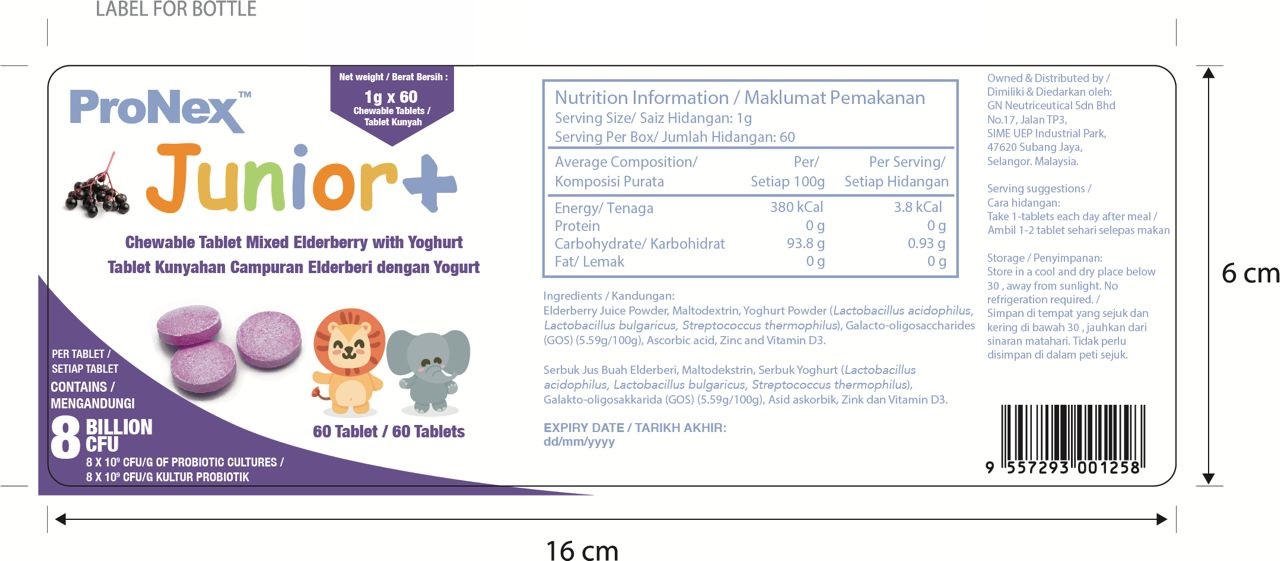 LABEL FOR BOTTLE
ProNex™
Junior+
Net weight / Berat Bersih :
1g x 60
Chewable Tablets /
Tablet Kunyah
Chewable Tablet Mixed Elderberry with Yoghurt
Tablet Kunyahan Campuran Elderberi dengan Yogurt
PER TABLET /
SETIAP TABLET
CONTAINS /
MENGANDUNGI
8 BILLION
CFU
8 X 10⁹ CFU/G OF PROBIOTIC CULTURES /
8 X 10⁹ CFU/G KULTUR PROBIOTIK
60 Tablet / 60 Tablets
Nutrition Information / Maklumat Pemakanan
Serving Size/ Saiz Hidangan: 1g
Serving Per Box/ Jumlah Hidangan: 60
Average Composition/ Per/ Per Serving/
Komposisi Purata Setiap 100g Setiap Hidangan
Energy/ Tenaga 380 kCal 3.8 kCal
Protein 0 g 0 g
Carbohydrate/ Karbohidrat 93.8 g 0.93 g
Fat/ Lemak 0 g 0 g
Ingredients / Kandungan:
Elderberry Juice Powder, Maltodextrin, Yoghurt Powder (Lactobacillus acidophilus,
Lactobacillus bulgaricus, Streptococcus thermophilus), Galacto-oligosaccharides
(GOS) (5.59g/100g), Ascorbic acid, Zinc and Vitamin D3.
Serbuk Jus Buah Elderberi, Maltodekstrin, Serbuk Yoghurt (Lactobacillus
acidophilus, Lactobacillus bulgaricus, Streptococcus thermophilus),
Galakto-oligosakkarida (GOS) (5.59g/100g), Asid askorbik, Zink dan Vitamin D3.
EXPIRY DATE / TARIKH AKHIR:
dd/mm/yyyy
Owned & Distributed by /
Dimiliki & Diedarkan oleh:
GN Neutriceutical Sdn Bhd
No.17, Jalan TP3,
SIME UEP Industrial Park,
47620 Subang Jaya,
Selangor. Malaysia.
Serving suggestions /
Cara hidangan:
Take 1-tablets each day after meal /
Ambil 1-2 tablet sehari selepas makan
Storage / Penyimpanan:
Store in a cool and dry place below
30 , away from sunlight. No
refrigeration required. /
Simpan di tempat yang sejuk dan
kering di bawah 30 , jauhkan dari
sinaran matahari. Tidak perlu
disimpan di dalam peti sejuk.
9 557293 001258
6 cm
16 cm